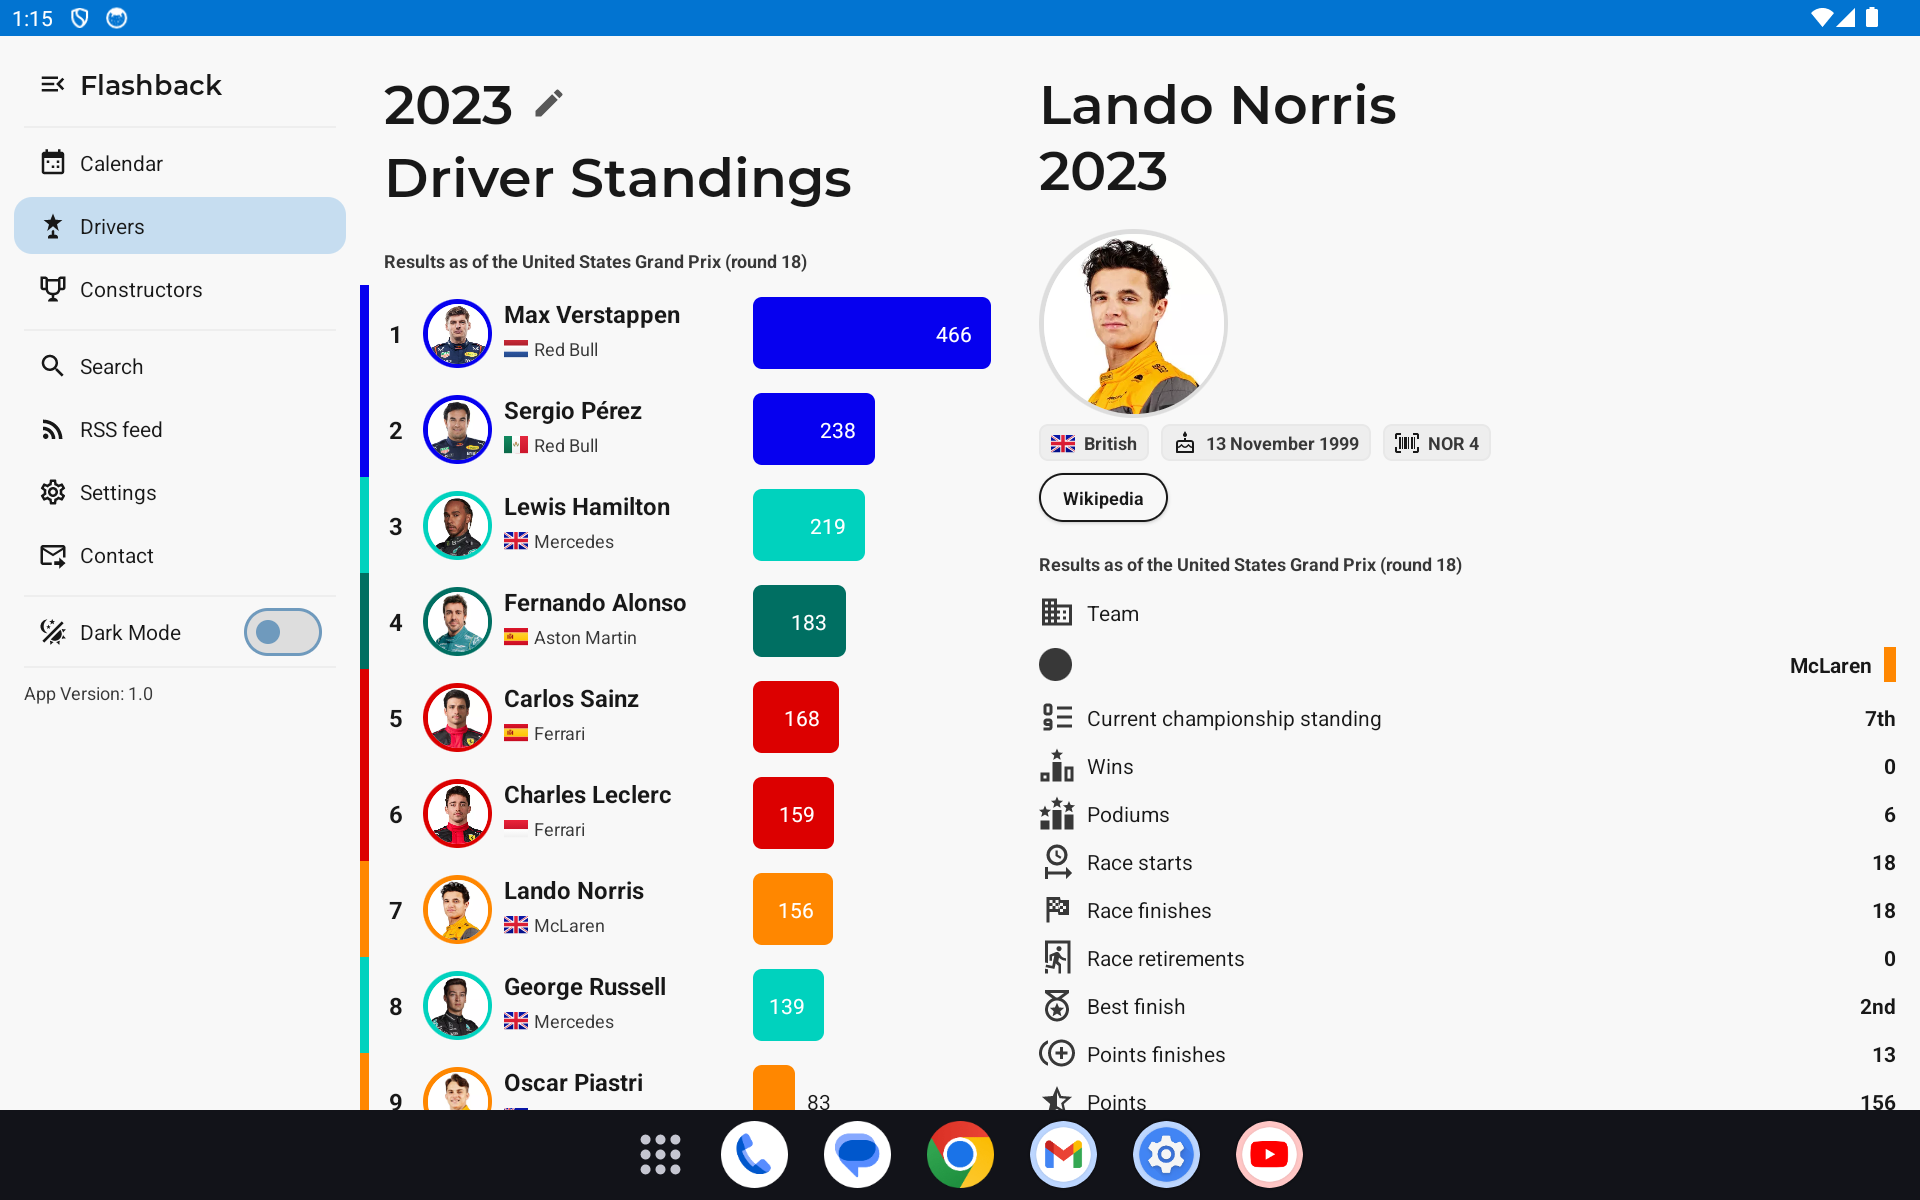 1:15
Flashback
Calendar
Drivers
Constructors
Search
RSS feed
Settings
Contact
Dark Mode
App Version: 1.0
2023
Driver Standings
Results as of the United States Grand Prix (round 18)
1
Max Verstappen
Red Bull
466
2
Sergio Pérez
Red Bull
238
3
Lewis Hamilton
Mercedes
219
4
Fernando Alonso
Aston Martin
183
5
Carlos Sainz
Ferrari
168
6
Charles Leclerc
Ferrari
159
7
Lando Norris
McLaren
156
8
George Russell
Mercedes
139
9
Oscar Piastri
83
Lando Norris
2023
British
13 November 1999
NOR 4
Wikipedia
Results as of the United States Grand Prix (round 18)
Team
McLaren
Current championship standing 7th
Wins 0
Podiums 6
Race starts 18
Race finishes 18
Race retirements 0
Best finish 2nd
Points finishes 13
Points 156